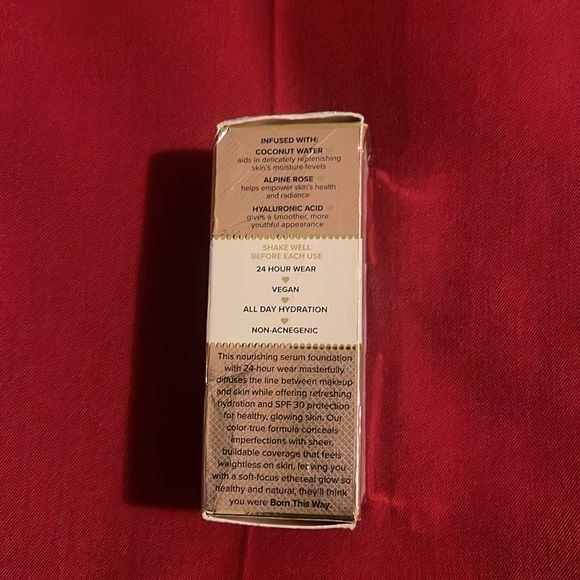 INFUSED WITH:
COCONUT WATER
aids in delicately replenishing
skin's moisture levels
ALPINE ROSE
helps empower skin's health
and radiance
HYALURONIC ACID
gives a smoother, more
youthful appearance
SHAKE WELL
BEFORE EACH USE
24 HOUR WEAR
VEGAN
ALL DAY HYDRATION
NON-ACNEGENIC
This nourishing serum foundation
with 24-hour wear masterfully
diffuses the line between makeup
and skin while offering refreshing
hydration and SPF 30 protection
for healthy, glowing skin. Our
color-true formula conceals
imperfections with sheer,
buildable coverage that feels
weightless on skin, leaving you
with a soft-focus ethereal glow so
healthy and natural, they'll think
you were Born This Way.